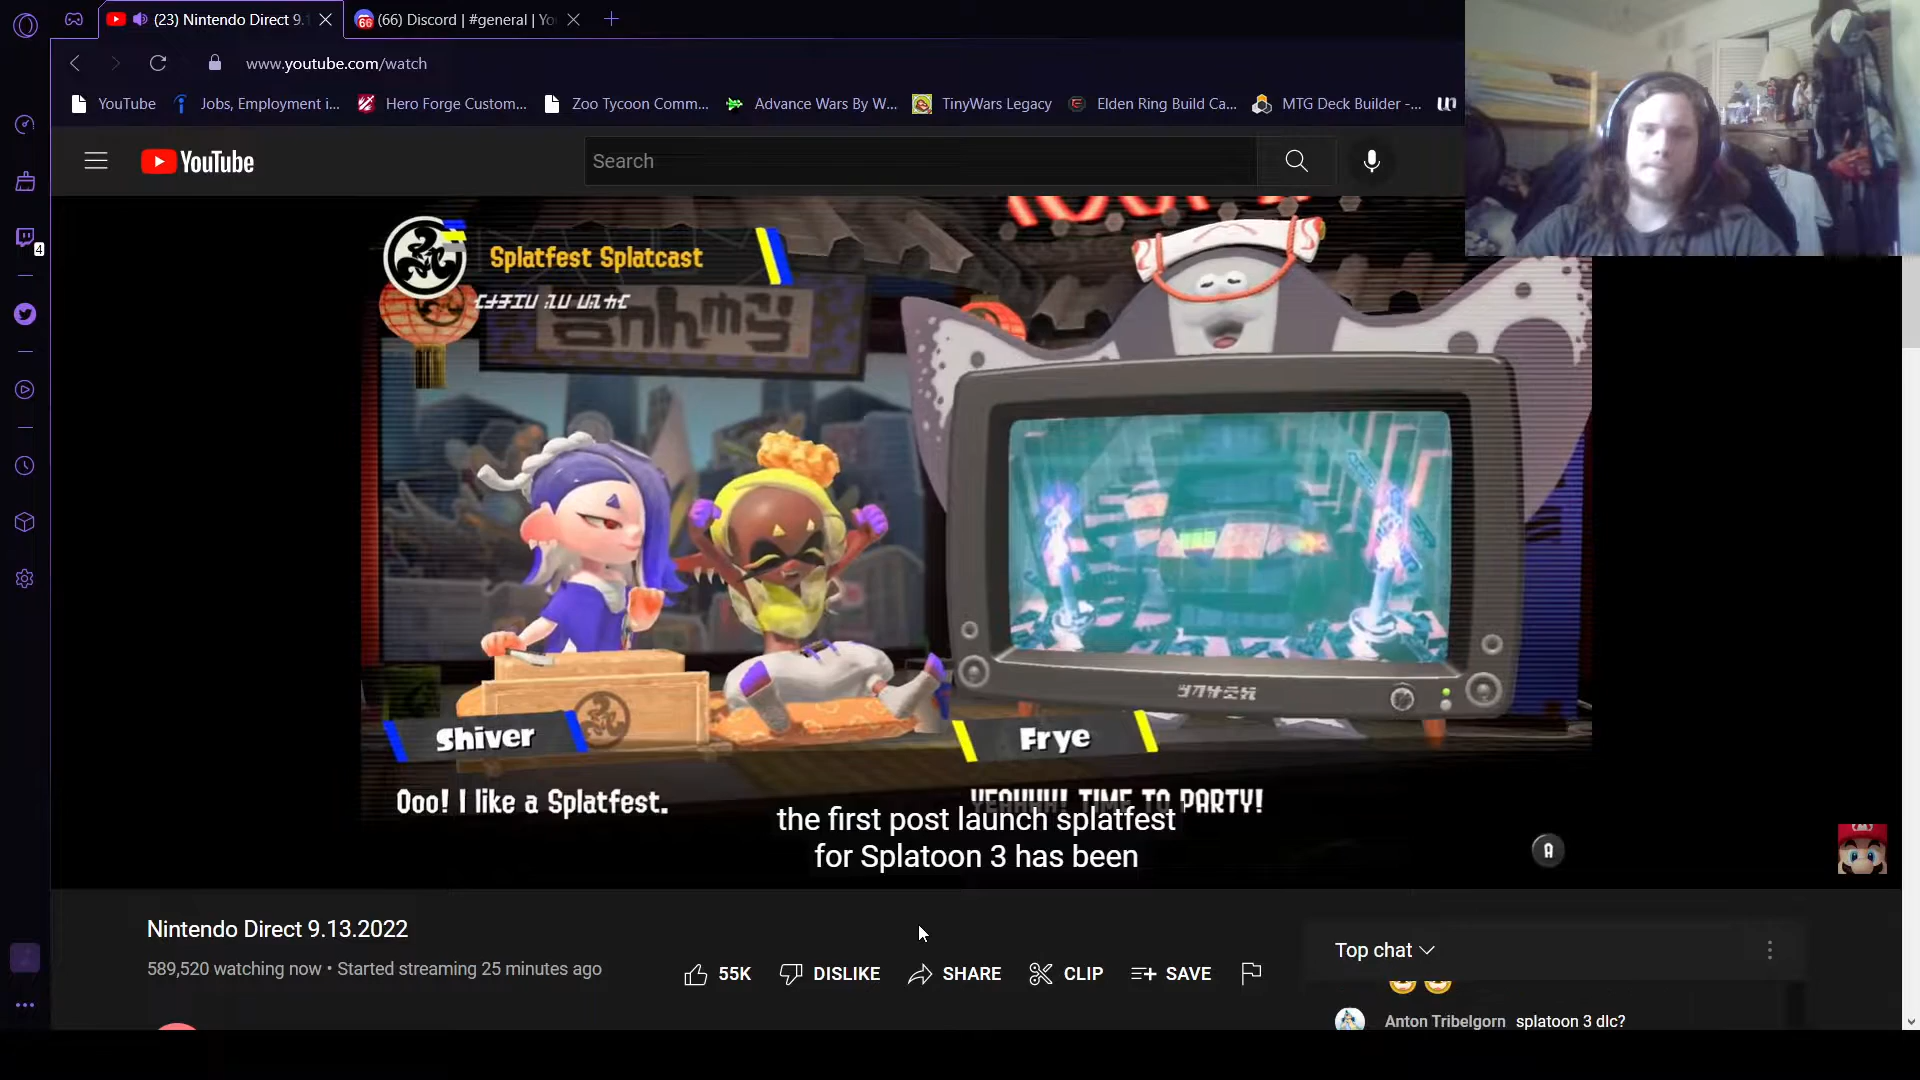 (23) Nintendo Direct 9.
(66) Discord | #general | Yo
www.youtube.com/watch
YouTube
Jobs, Employment i...
Hero Forge Custom...
Zoo Tycoon Comm...
Advance Wars By W...
TinyWars Legacy
Elden Ring Build Ca...
MTG Deck Builder -...
YouTube
Search
4
Splatfest Splatcast
Shiver
Frye
Ooo! I like a Splatfest.
YEAHHH! TIME TO PARTY!
the first post launch splatfest
for Splatoon 3 has been
A
Nintendo Direct 9.13.2022
589,520 watching now • Started streaming 25 minutes ago
55K
DISLIKE
SHARE
CLIP
SAVE
Top chat
Anton Tribelgorn splatoon 3 dlc?